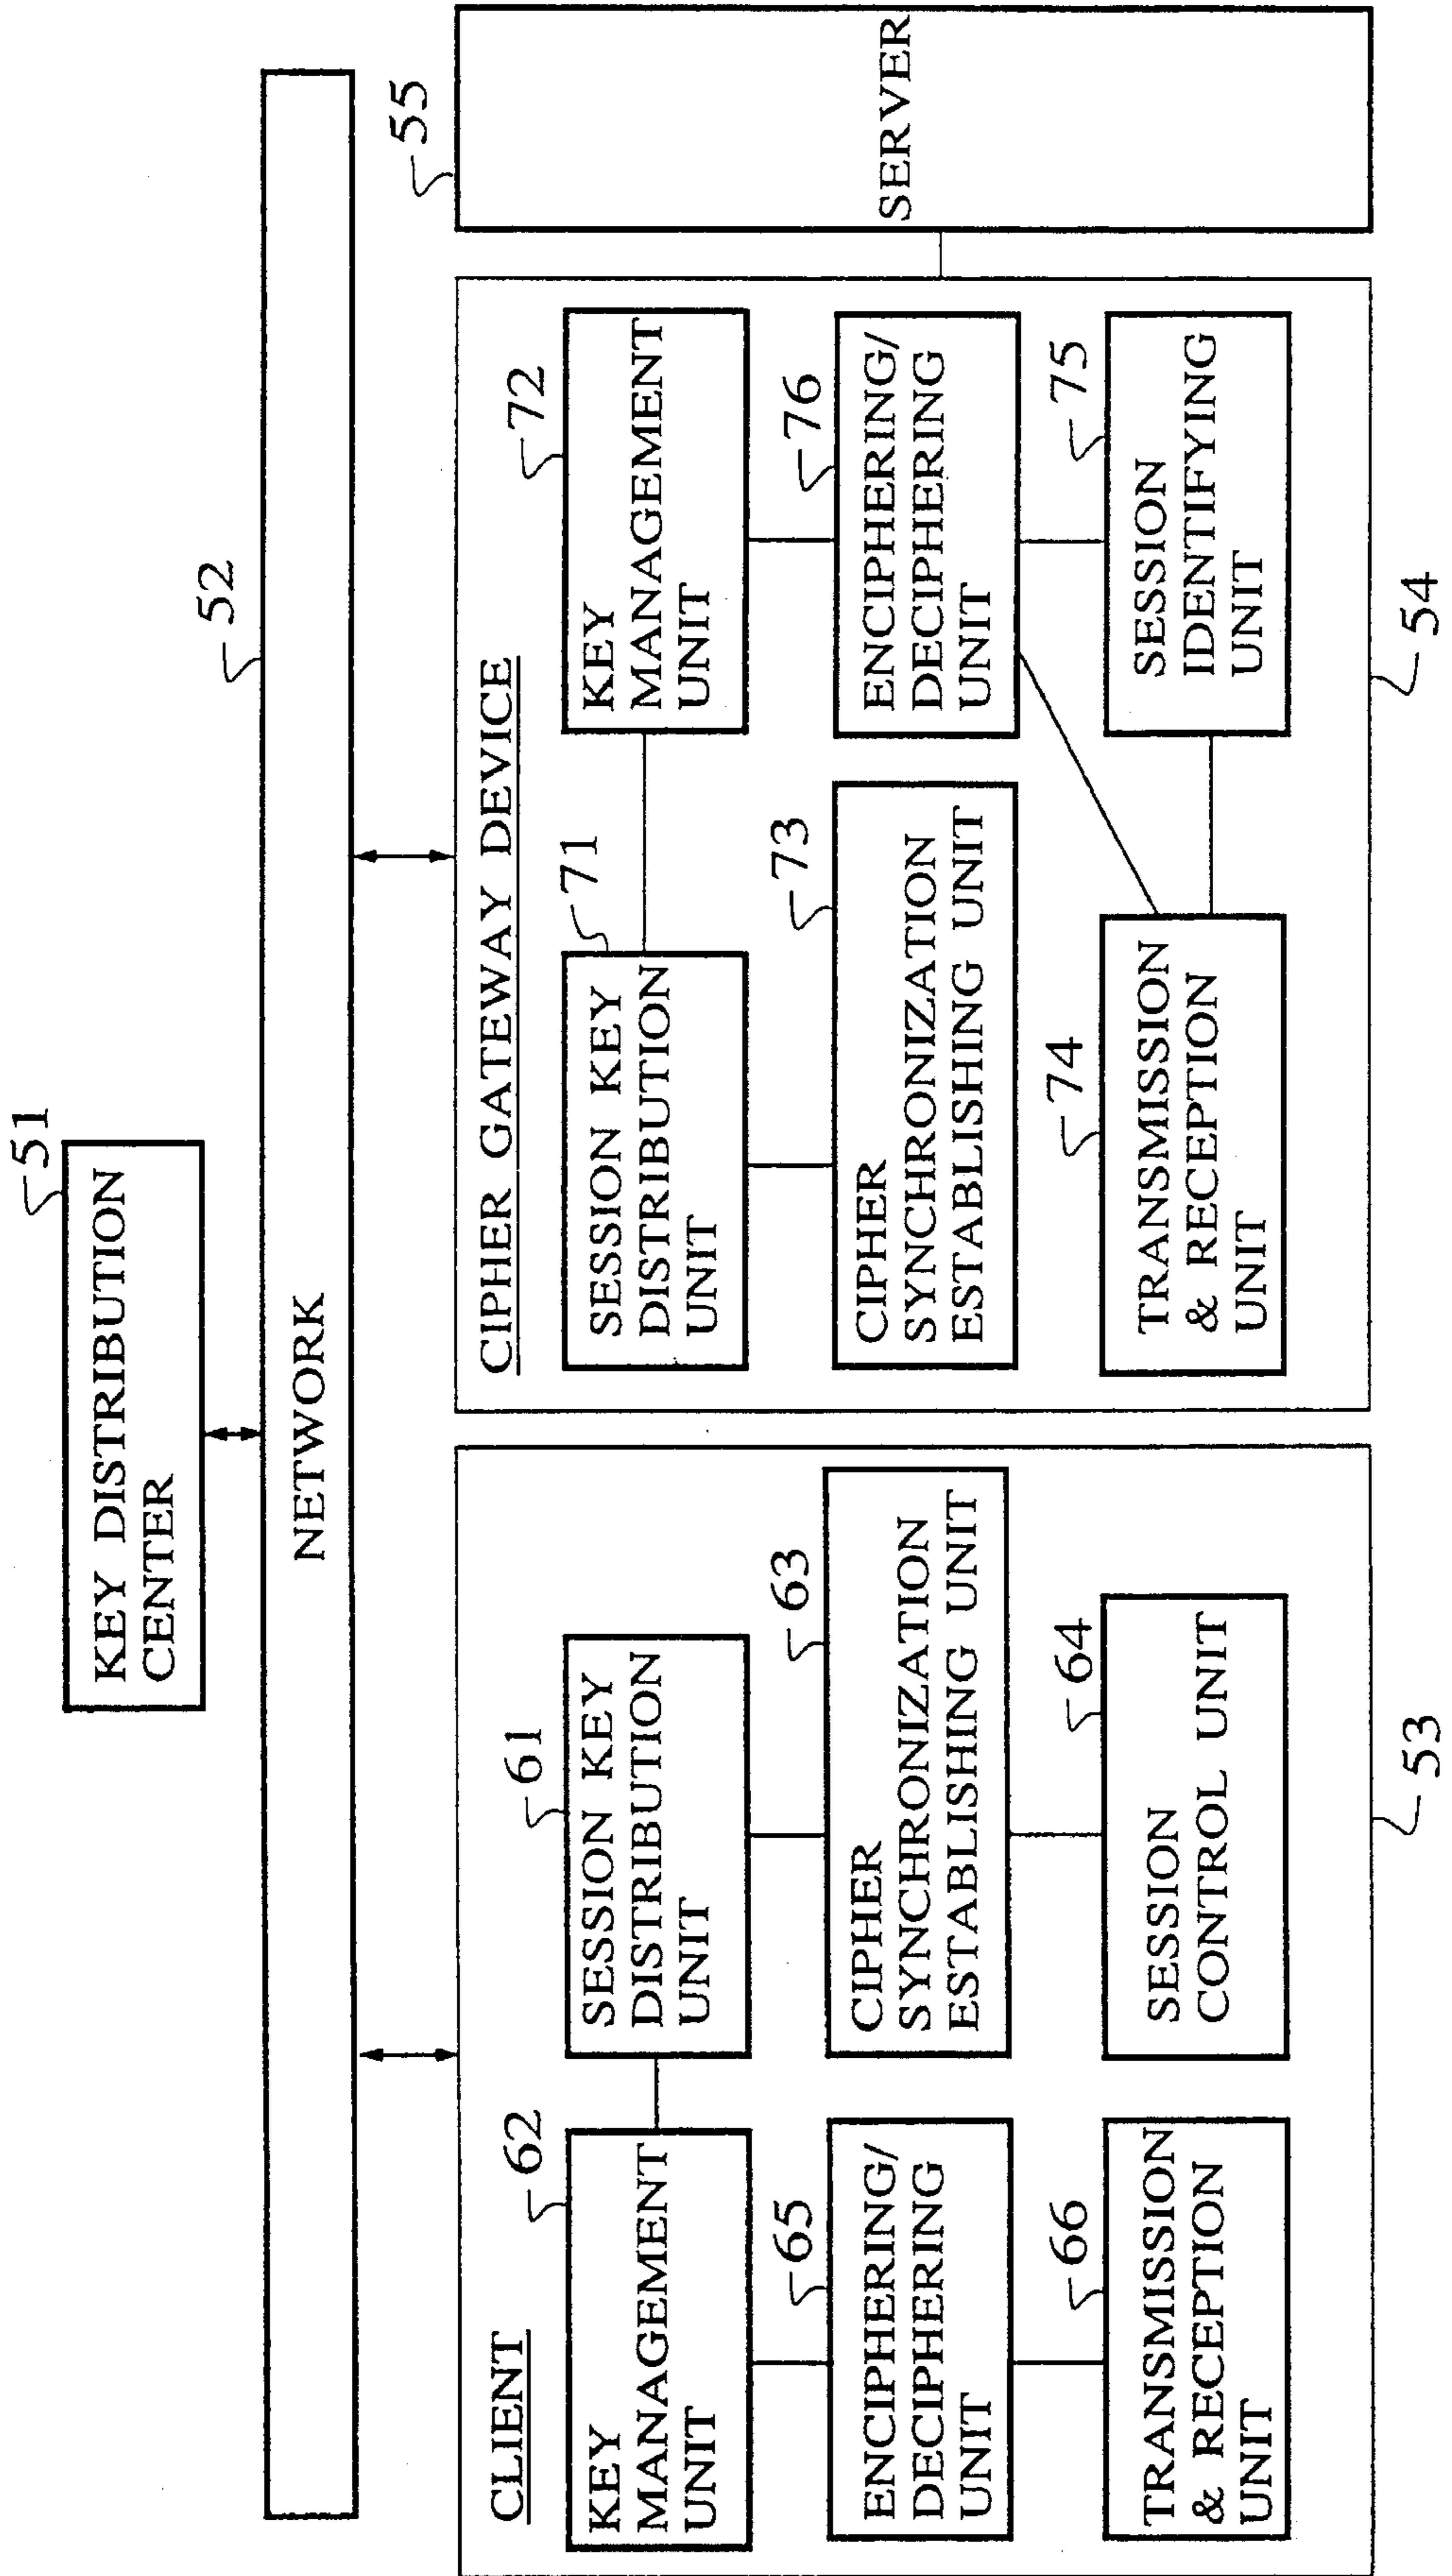 51
KEY DISTRIBUTION
CENTER
52
NETWORK
CLIENT
62
KEY
MANAGEMENT
UNIT
61
SESSION KEY
DISTRIBUTION
UNIT
65
ENCIPHERING/
DECIPHERING
UNIT
63
CIPHER
SYNCHRONIZATION
ESTABLISHING UNIT
66
TRANSMISSION
& RECEPTION
UNIT
64
SESSION
CONTROL UNIT
53
CIPHER GATEWAY DEVICE
71
SESSION KEY
DISTRIBUTION
UNIT
72
KEY
MANAGEMENT
UNIT
73
CIPHER
SYNCHRONIZATION
ESTABLISHING UNIT
76
ENCIPHERING/
DECIPHERING
UNIT
74
TRANSMISSION
& RECEPTION
UNIT
75
SESSION
IDENTIFYING
UNIT
54
55
SERVER